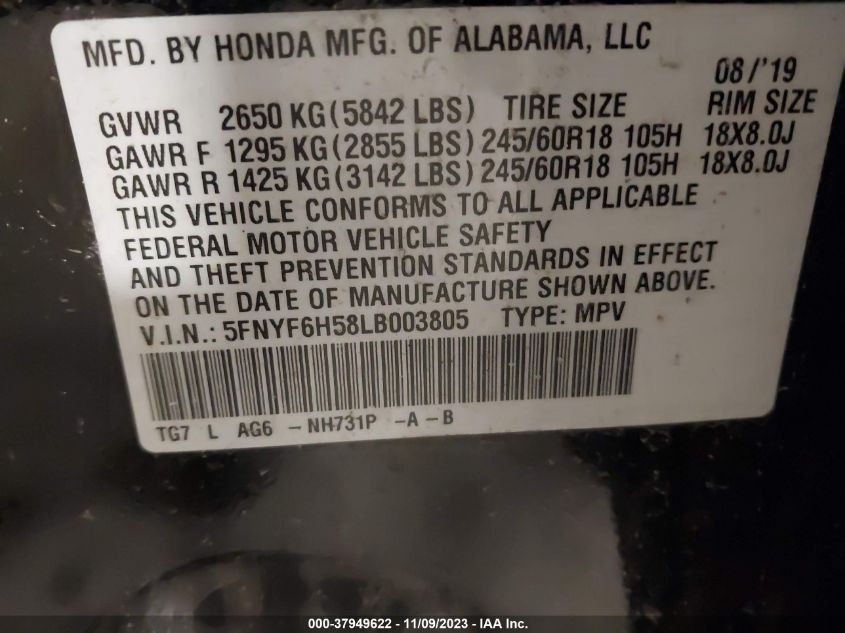 MFD. BY HONDA MFG. OF ALABAMA, LLC
08/'19
GVWR 2650 KG (5842 LBS) TIRE SIZE RIM SIZE
GAWR F 1295 KG (2855 LBS) 245/60R18 105H 18X8.0J
GAWR R 1425 KG (3142 LBS) 245/60R18 105H 18X8.0J
THIS VEHICLE CONFORMS TO ALL APPLICABLE
FEDERAL MOTOR VEHICLE SAFETY
AND THEFT PREVENTION STANDARDS IN EFFECT
ON THE DATE OF MANUFACTURE SHOWN ABOVE.
V.I.N.: 5FNYF6H58LB003805 TYPE: MPV
TG7 L AG6 -NH731P -A-B
000-37949622 - 11/09/2023 - IAA Inc.